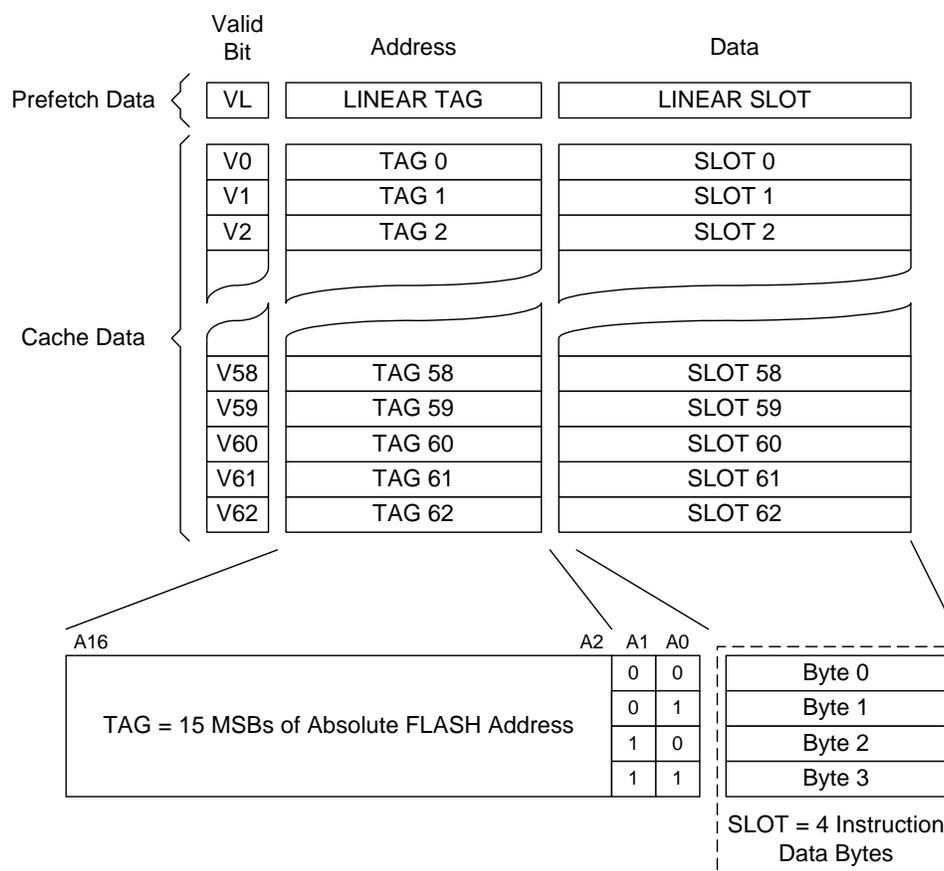 Valid
Bit
Address
Data
Prefetch Data
VL
LINEAR TAG
LINEAR SLOT
Cache Data
V0
TAG 0
SLOT 0
V1
TAG 1
SLOT 1
V2
TAG 2
SLOT 2
V58
TAG 58
SLOT 58
V59
TAG 59
SLOT 59
V60
TAG 60
SLOT 60
V61
TAG 61
SLOT 61
V62
TAG 62
SLOT 62
A16
A2
A1
A0
TAG = 15 MSBs of Absolute FLASH Address
0
0
Byte 0
0
1
Byte 1
1
0
Byte 2
1
1
Byte 3
SLOT = 4 Instruction
Data Bytes